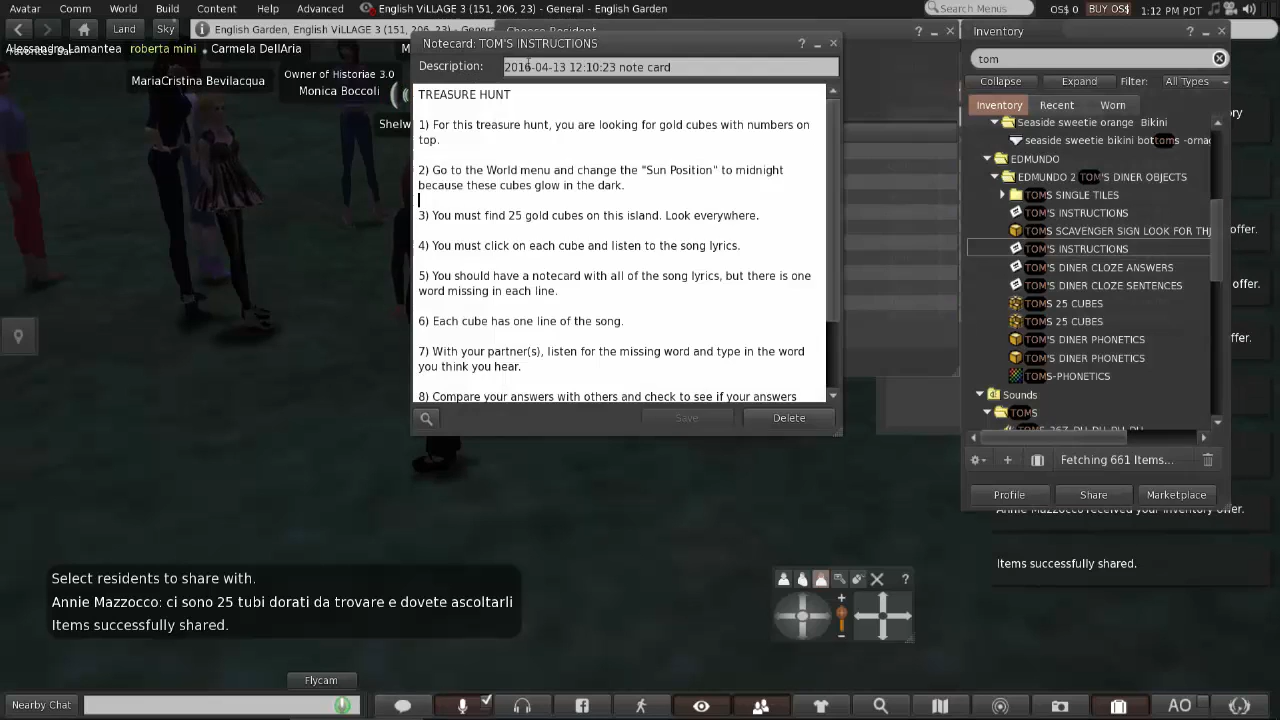 Avatar Comm World Build Content Help Advanced English VILLAGE 3 (151, 206, 23) - General - English Garden Search Menus OS$ 0 BUY OS$ 1:12 PM PDT
Land Sky English Garden, English ViLLAGE 3 (151, 206, 23) - General Choose Resident
Alessandro Lamantea roberta mini Carmela DellAria
MariaCristina Bevilacqua
Owner of Historiae 3.0
Monica Boccoli
Shelw
Notecard: TOM'S INSTRUCTIONS
Description: 2016-04-13 12:10:23 note card
TREASURE HUNT
1) For this treasure hunt, you are looking for gold cubes with numbers on
top.
2) Go to the World menu and change the "Sun Position" to midnight
because these cubes glow in the dark.
3) You must find 25 gold cubes on this island. Look everywhere.
4) You must click on each cube and listen to the song lyrics.
5) You should have a notecard with all of the song lyrics, but there is one
word missing in each line.
6) Each cube has one line of the song.
7) With your partner(s), listen for the missing word and type in the word
you think you hear.
8) Compare your answers with others and check to see if your answers
Save Delete
Inventory
tom
Collapse Expand Filter: All Types
Inventory Recent Worn
Seaside sweetie orange Bikini
seaside sweetie bikini bottoms -ornac
EDMUNDO
EDMUNDO 2 TOM'S DINER OBJECTS
TOMS SINGLE TILES
TOM'S INSTRUCTIONS
TOMS SCAVENGER SIGN LOOK FOR TH
TOM'S INSTRUCTIONS
TOM'S DINER CLOZE ANSWERS
TOM'S DINER CLOZE SENTENCES
TOMS 25 CUBES
TOMS 25 CUBES
TOM'S DINER PHONETICS
TOM'S DINER PHONETICS
TOMS-PHONETICS
Sounds
TOMS
Fetching 661 Items...
Profile Share Marketplace
offer.
offer.
offer.
Annie Mazzocco received your inventory offer.
Items successfully shared.
Select residents to share with.
Annie Mazzocco: ci sono 25 tubi dorati da trovare e dovete ascoltarli
Items successfully shared.
Flycam
Nearby Chat
AO